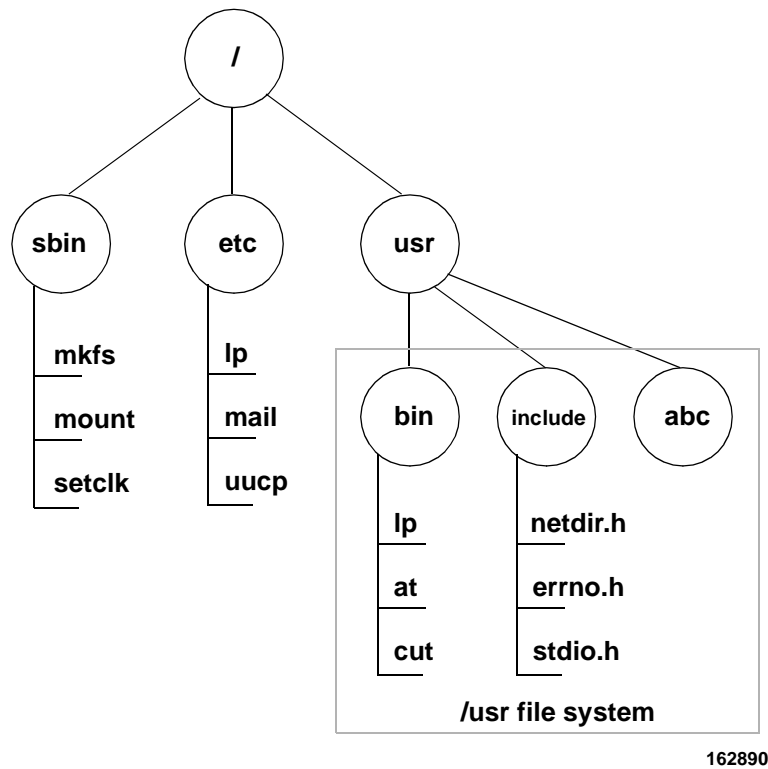 /
sbin
etc
usr
mkfs
mount
setclk
lp
mail
uucp
bin
include
abc
lp
at
cut
netdir.h
errno.h
stdio.h
/usr file system
162890